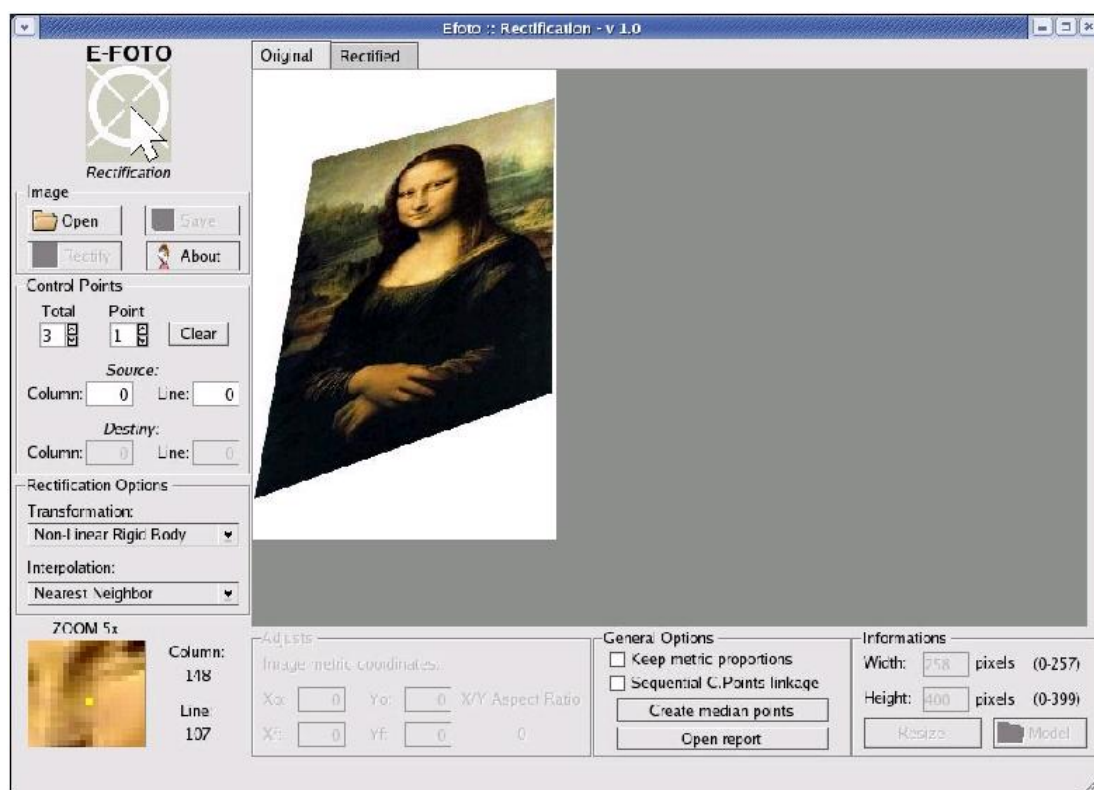 Efoto :: Rectification - v 1.0
E-FOTO
Rectification
Original Rectified
Image
Open Save
Rectify About
Control Points
Total Point
3 1 Clear
Source:
Column: 0 Line: 0
Destiny:
Column: 0 Line: 0
Rectification Options
Transformation:
Non-Linear Rigid Body
Interpolation:
Nearest Neighbor
ZOOM 5x
Column:
148
Line:
107
Adjusts
Image metric coordinates:
Xo: 0 Yo: 0 X/Y Aspect Ratio
Xf: 0 Yf: 0 0
General Options
Keep metric proportions
Sequential C.Points linkage
Create median points
Open report
Informations
Width: 258 pixels (0-257)
Height: 400 pixels (0-399)
Resize Model